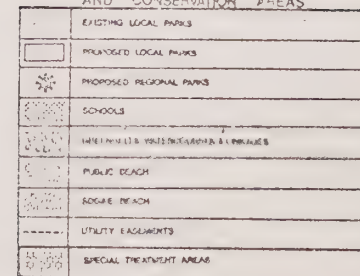 AND CONSERVATION AREAS
EXISTING LOCAL PARKS
PROPOSED LOCAL PARKS
PROPOSED REGIONAL PARKS
SCHOOLS
& LINKAGES
PUBLIC BEACH
BEACH
UTILITY EASEMENTS
SPECIAL TREATMENT AREAS